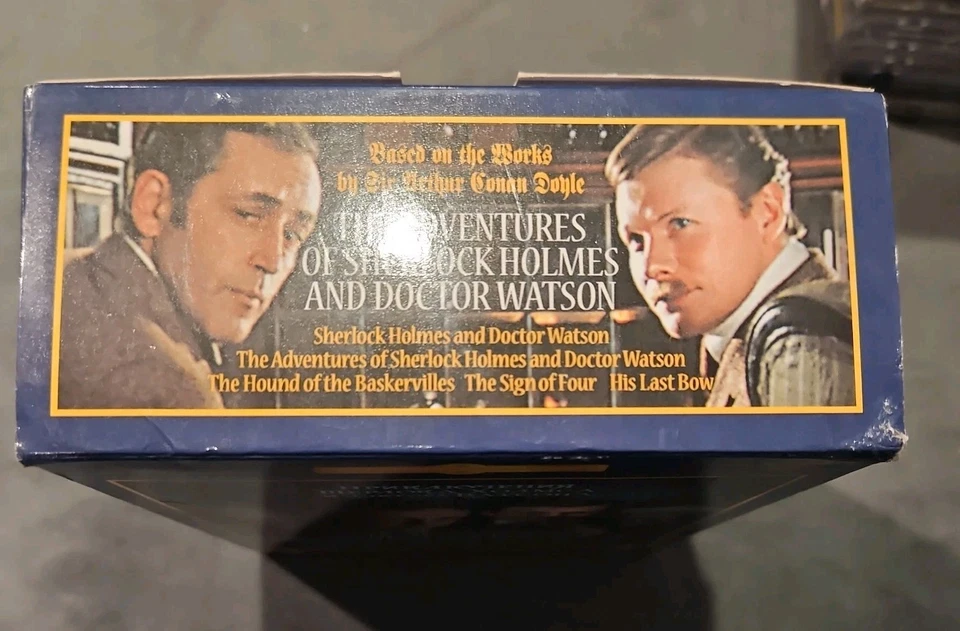 Based on the Works
by Sir Arthur Conan Doyle
THE ADVENTURES
OF SHERLOCK HOLMES
AND DOCTOR WATSON
Sherlock Holmes and Doctor Watson
The Adventures of Sherlock Holmes and Doctor Watson
The Hound of the Baskervilles The Sign of Four His Last Bow